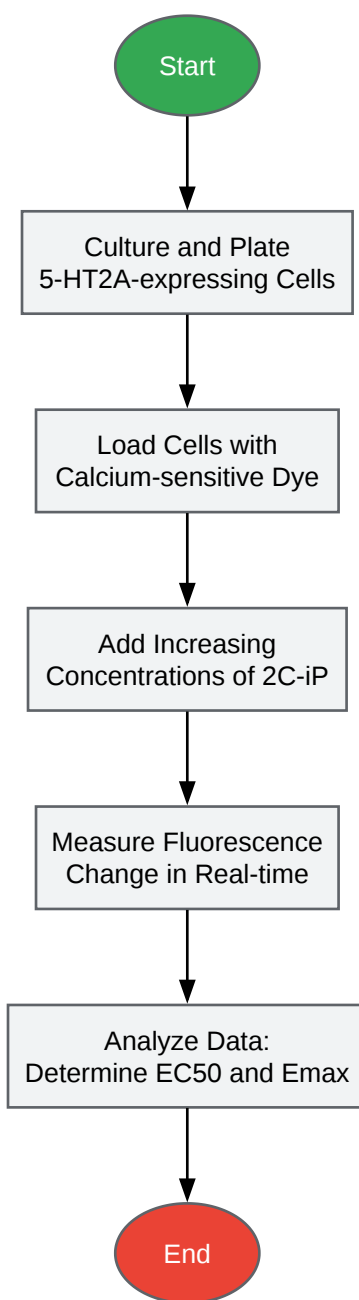 Start
Culture and Plate
5-HT2A-expressing Cells
Load Cells with
Calcium-sensitive Dye
Add Increasing
Concentrations of 2C-iP
Measure Fluorescence
Change in Real-time
Analyze Data:
Determine EC50 and Emax
End